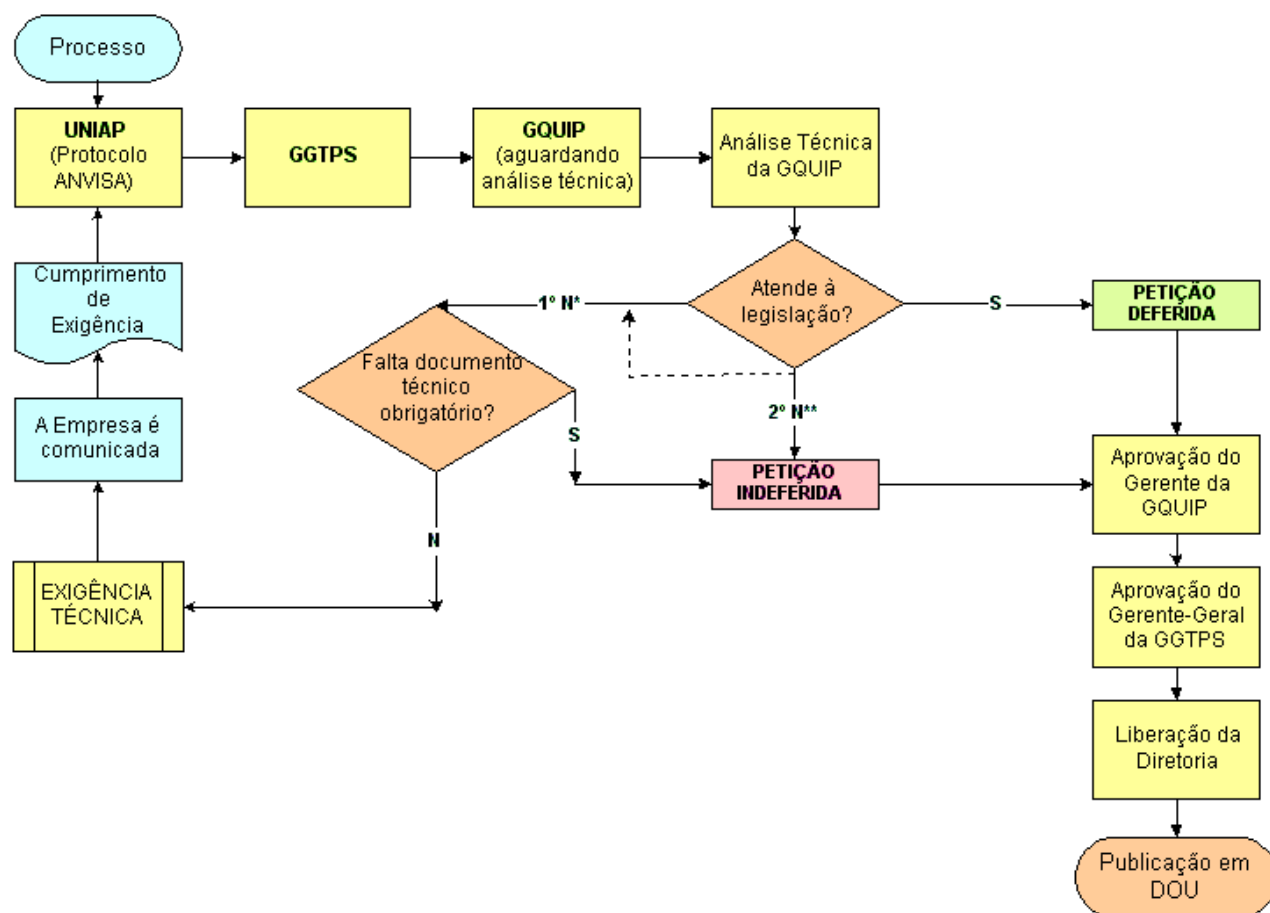 Processo
UNIAP
(Protocolo
ANVISA)
GGTPS
GQUIP
(aguardando
análise técnica)
Análise Técnica
da GQUIP
Cumprimento
de
Exigência
1º N*
Atende à
legislação?
S
PETIÇÃO
DEFERIDA
Falta documento
técnico
obrigatório?
A Empresa é
comunicada
2º N**
S
PETIÇÃO
INDEFERIDA
Aprovação do
Gerente da
GQUIP
N
EXIGÊNCIA
TÉCNICA
Aprovação do
Gerente-Geral
da GGTPS
Liberação da
Diretoria
Publicação em
DOU